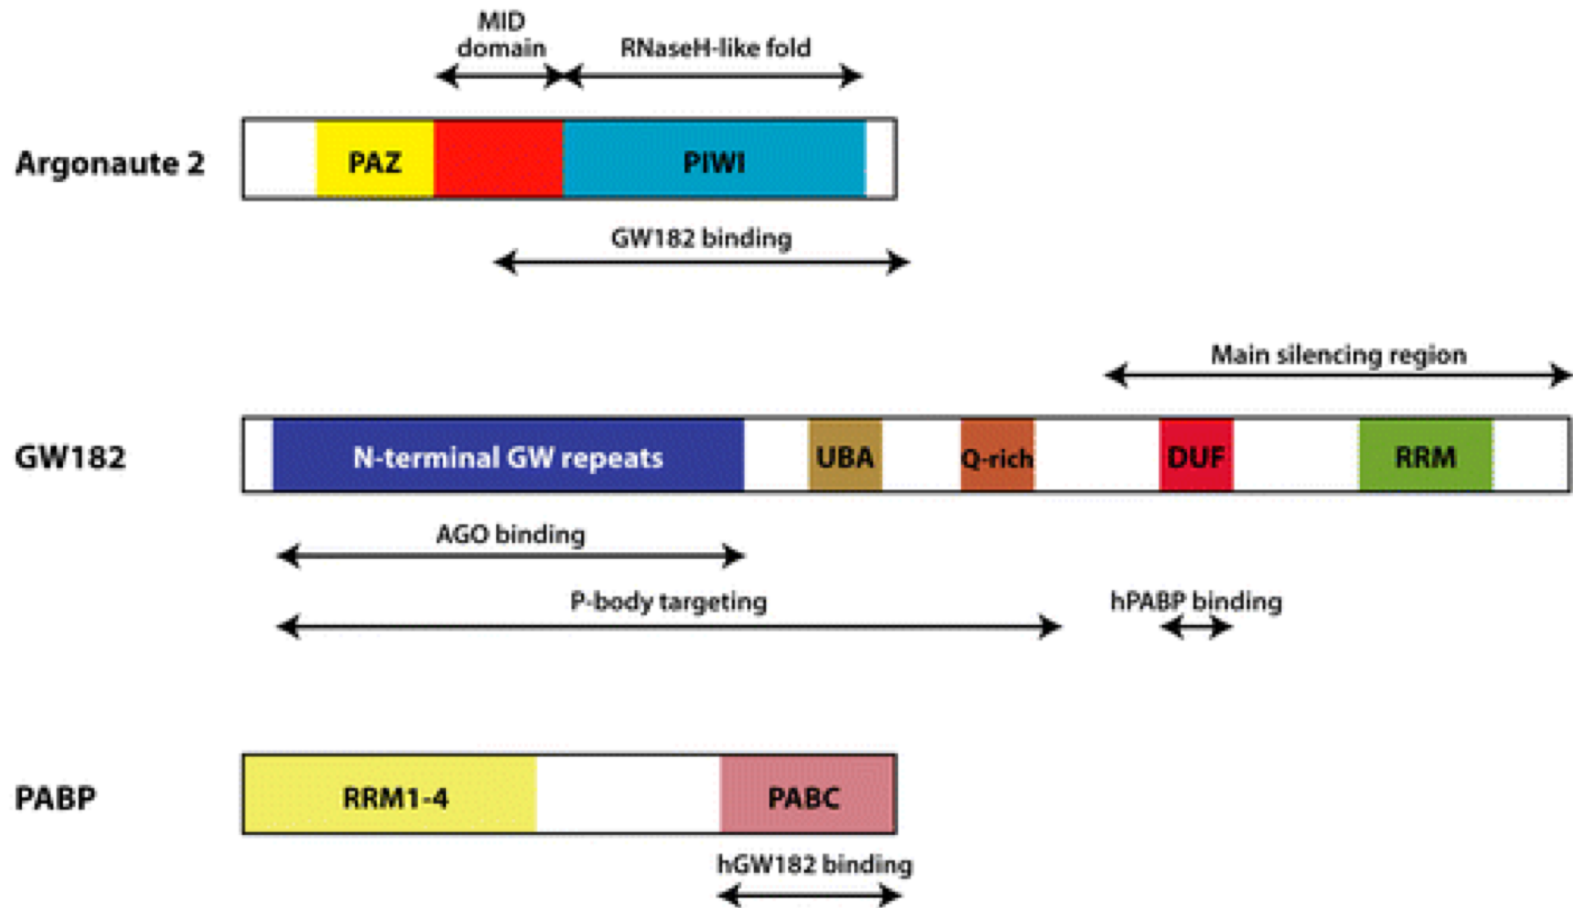 MID
domain
RNaseH-like fold
Argonaute 2
PAZ
PIWI
GW182 binding
Main silencing region
GW182
N-terminal GW repeats
UBA
Q-rich
DUF
RRM
AGO binding
P-body targeting
hPABP binding
PABP
RRM1-4
PABC
hGW182 binding